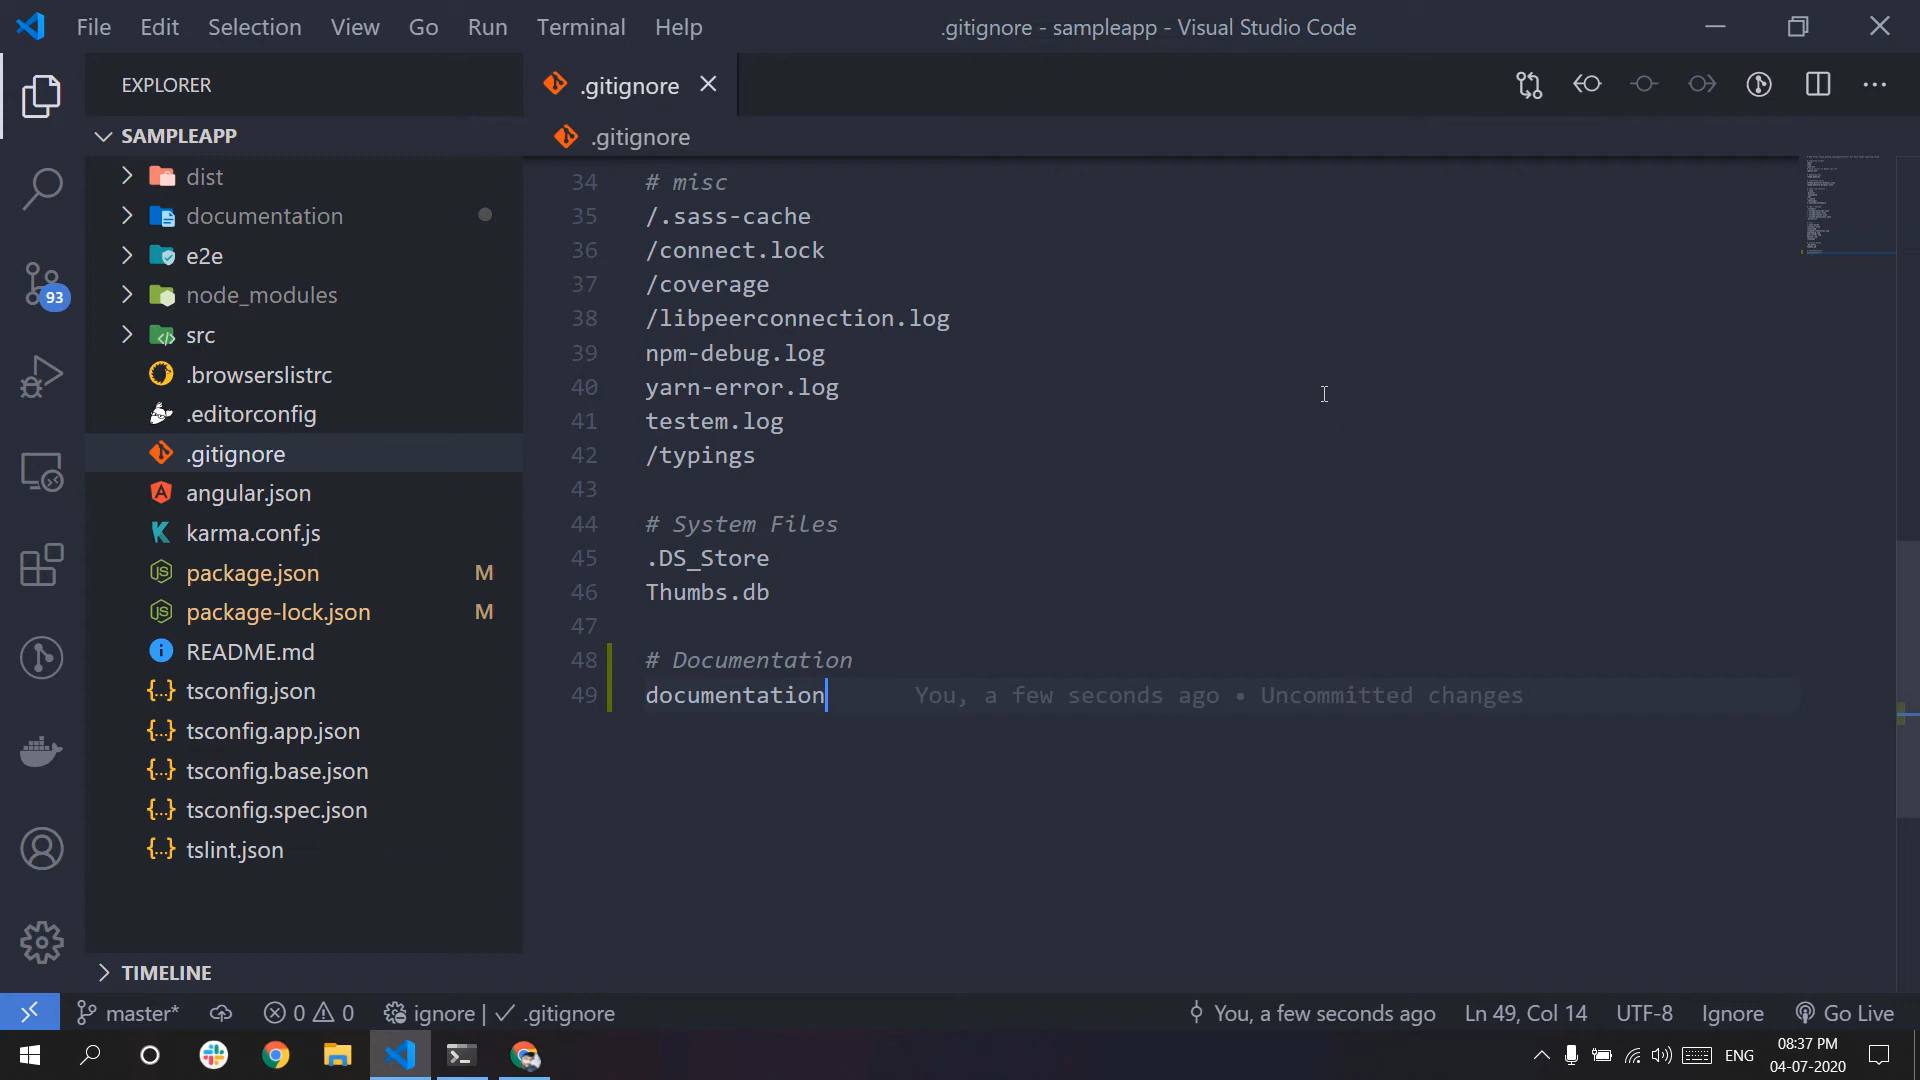 File Edit Selection View Go Run Terminal Help
.gitignore - sampleapp - Visual Studio Code
EXPLORER
.gitignore
SAMPLEAPP
.gitignore
dist
documentation
e2e
93
node_modules
src
.browserslistrc
.editorconfig
.gitignore
angular.json
karma.conf.js
package.json M
package-lock.json M
README.md
tsconfig.json
tsconfig.app.json
tsconfig.base.json
tsconfig.spec.json
tslint.json
TIMELINE
34 # misc
35 /.sass-cache
36 /connect.lock
37 /coverage
38 /libpeerconnection.log
39 npm-debug.log
40 yarn-error.log
41 testem.log
42 /typings
43
44 # System Files
45 .DS_Store
46 Thumbs.db
47
48 # Documentation
49 documentation You, a few seconds ago • Uncommitted changes
master* 0 0 ignore | ✓ .gitignore You, a few seconds ago Ln 49, Col 14 UTF-8 Ignore Go Live
ENG
08:37 PM
04-07-2020